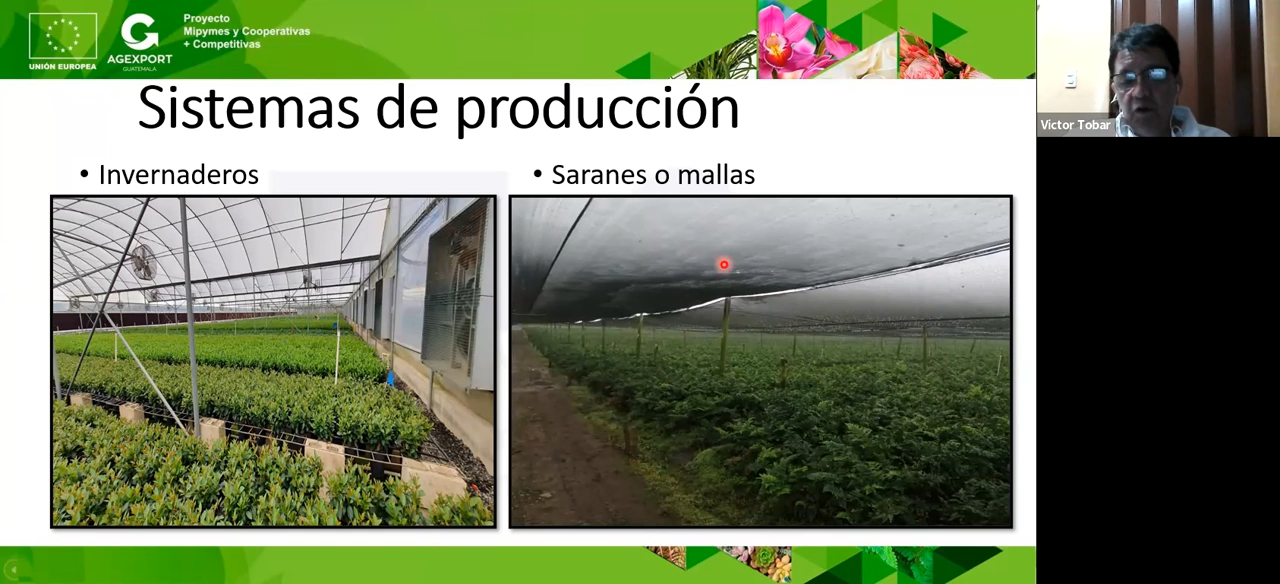 UNIÓN EUROPEA
AGEXPORT
GUATEMALA
Proyecto
Mipymes y Cooperativas
+ Competitivas
Victor Tobar
Sistemas de producción
• Invernaderos
• Saranes o mallas